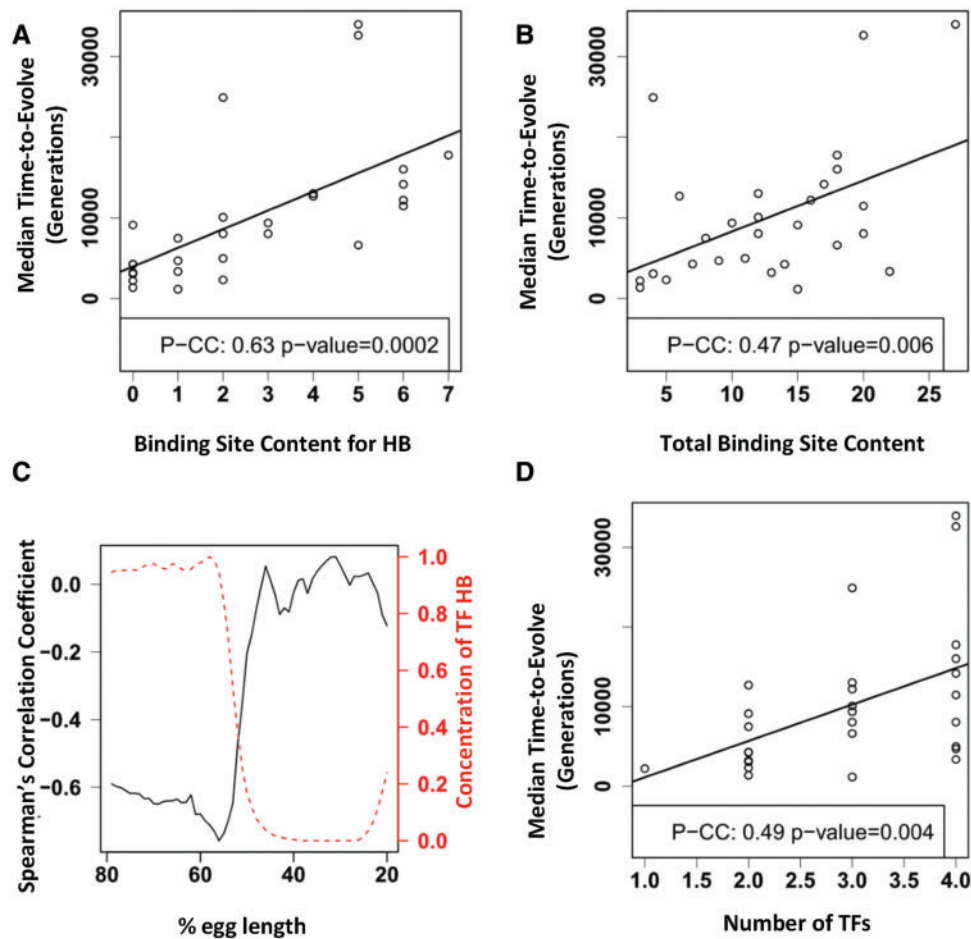 A
Median Time-to-Evolve
(Generations)
30000
10000
0
P−CC: 0.63 p−value=0.0002
0 1 2 3 4 5 6 7
Binding Site Content for HB
B
Median Time-to-Evolve
(Generations)
30000
10000
0
P−CC: 0.47 p−value=0.006
5 10 15 20 25
Total Binding Site Content
C
Spearman's Correlation Coefficient
0.0
−0.2
−0.4
−0.6
1.0
0.8
0.6
0.4
0.2
0.0
Concentration of TF HB
80 60 40 20
% egg length
D
Median Time-to-Evolve
(Generations)
30000
10000
0
P−CC: 0.49 p−value=0.004
1.0 1.5 2.0 2.5 3.0 3.5 4.0
Number of TFs